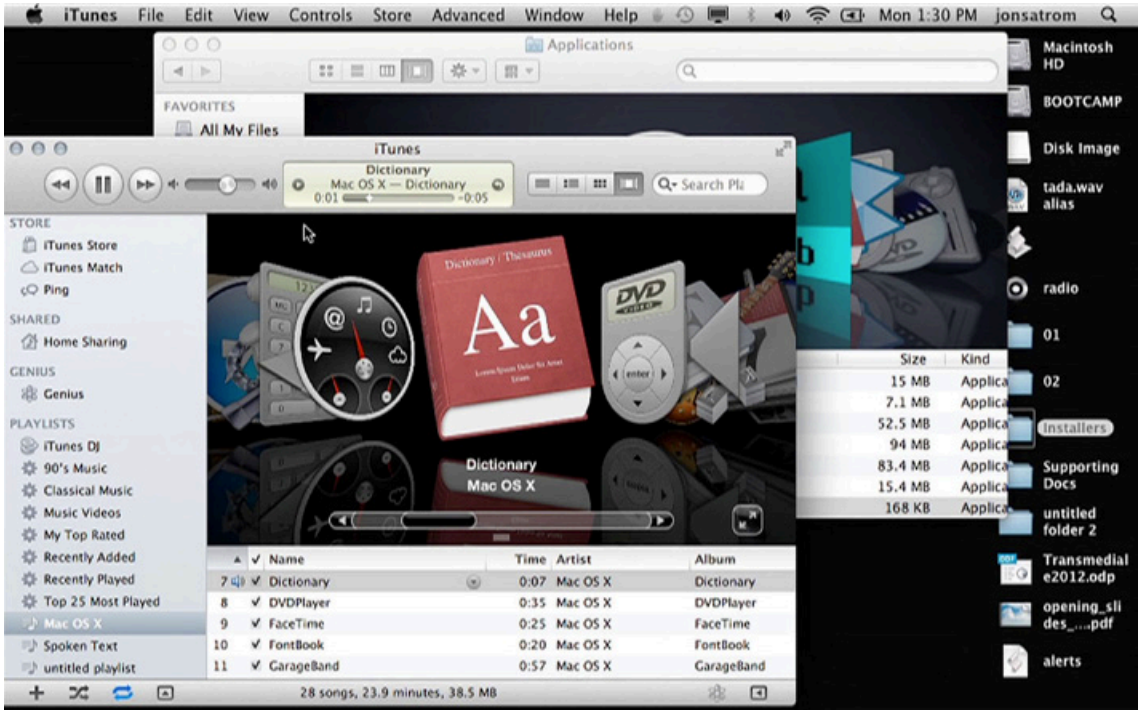 iTunes File Edit View Controls Store Advanced Window Help Mon 1:30 PM jonsatrom
Applications
FAVORITES
All My Files
iTunes
Dictionary
Mac OS X — Dictionary
0:01 -0:05
Search Pla
STORE
iTunes Store
iTunes Match
Ping
SHARED
Home Sharing
GENIUS
Genius
PLAYLISTS
iTunes DJ
90's Music
Classical Music
Music Videos
My Top Rated
Recently Added
Recently Played
Top 25 Most Played
Mac OS X
Spoken Text
untitled playlist
Dictionary / Thesaurus
Aa
DVD
VIDEO
enter
DVD
Dictionary
Mac OS X
Name Time Artist Album
7 Dictionary 0:07 Mac OS X Dictionary
8 DVDPlayer 0:35 Mac OS X DVDPlayer
9 FaceTime 0:25 Mac OS X FaceTime
10 FontBook 0:20 Mac OS X FontBook
11 GarageBand 0:57 Mac OS X GarageBand
28 songs, 23.9 minutes, 38.5 MB
Size Kind
15 MB Applica
7.1 MB Applica
52.5 MB Applica
94 MB Applica
83.4 MB Applica
15.4 MB Applica
168 KB Applica
Macintosh
HD
BOOTCAMP
Disk Image
tada.wav
alias
radio
01
02
Installers
Supporting
Docs
untitled
folder 2
Transmedial
e2012.odp
opening_sli
des_....pdf
alerts